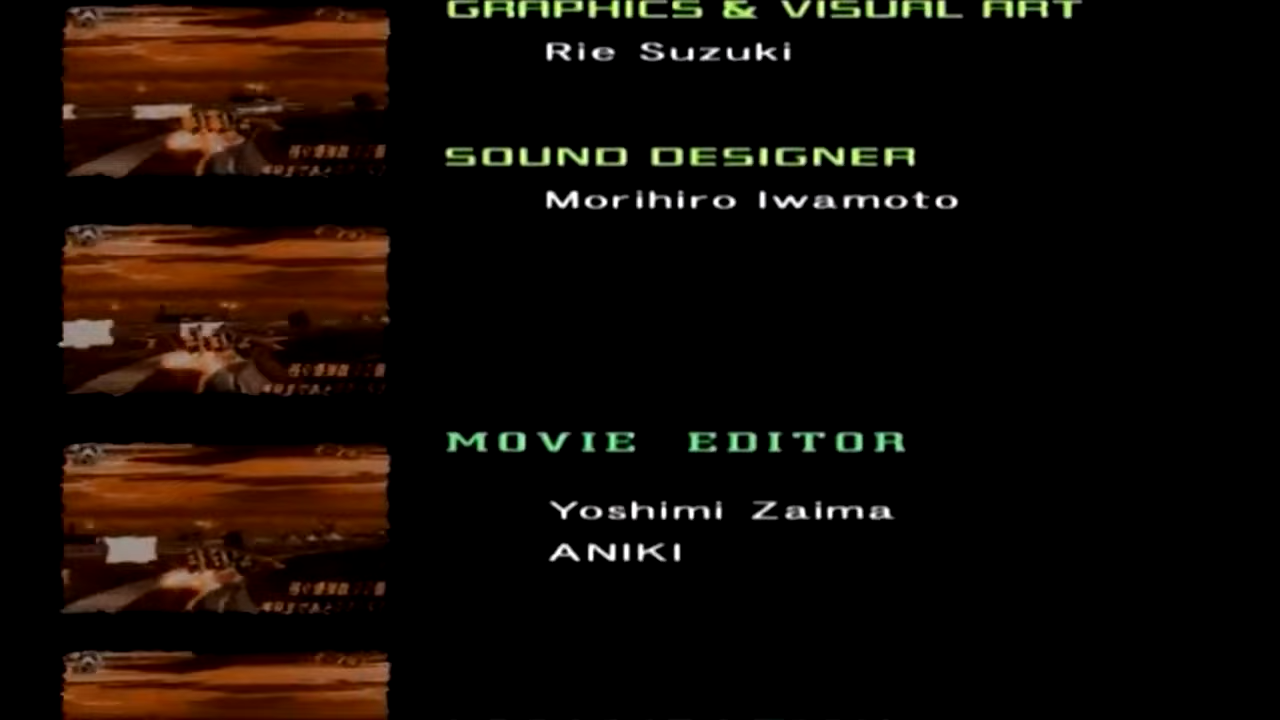 GRAPHICS & VISUAL ART
Rie Suzuki
SOUND DESIGNER
Morihiro Iwamoto
MOVIE EDITOR
Yoshimi Zaima
ANIKI